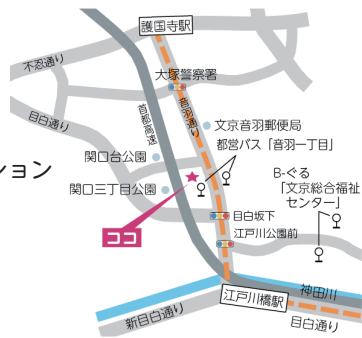 護国寺駅
不忍通り
大塚警察署
目白通り
首都高速
音羽通り
文京音羽郵便局
都営バス「音羽一丁目」
関口台公園
ション
関口三丁目公園
B-ぐる
「文京総合福祉
センター」
目白坂下
江戸川公園前
ココ
江戸川橋駅
神田川
新目白通り
目白通り